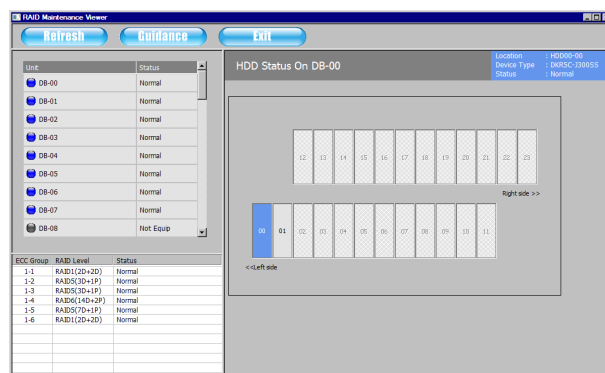 RAID Maintenance Viewer
Refresh Guidance Exit
Unit Status
DB-00 Normal
DB-01 Normal
DB-02 Normal
DB-03 Normal
DB-04 Normal
DB-05 Normal
DB-06 Normal
DB-07 Normal
DB-08 Not Equip
ECC Group RAID Level Status
1-1 RAID1(2D+2D) Normal
1-2 RAID5(3D+1P) Normal
1-3 RAID5(3D+1P) Normal
1-4 RAID6(14D+2P) Normal
1-5 RAID5(7D+1P) Normal
1-6 RAID1(2D+2D) Normal
HDD Status On DB-00
Location : HDD00-00
Device Type : DKR5C-J300SS
Status : Normal
12 13 14 15 16 17 18 19 20 21 22 23
Right side >>
00 01 02 03 04 05 06 07 08 09 10 11
<<Left side